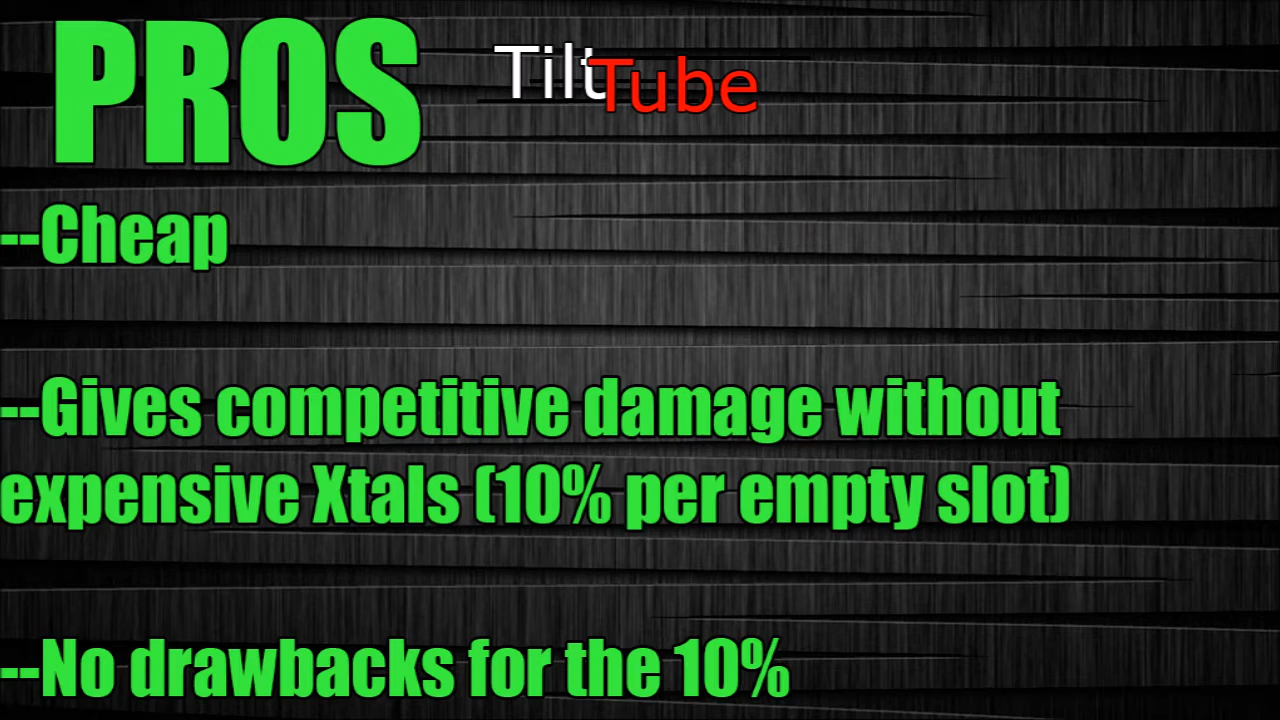 PROS
TiltTube
--Cheap
--Gives competitive damage without
expensive Xtals (10% per empty slot)
--No drawbacks for the 10%